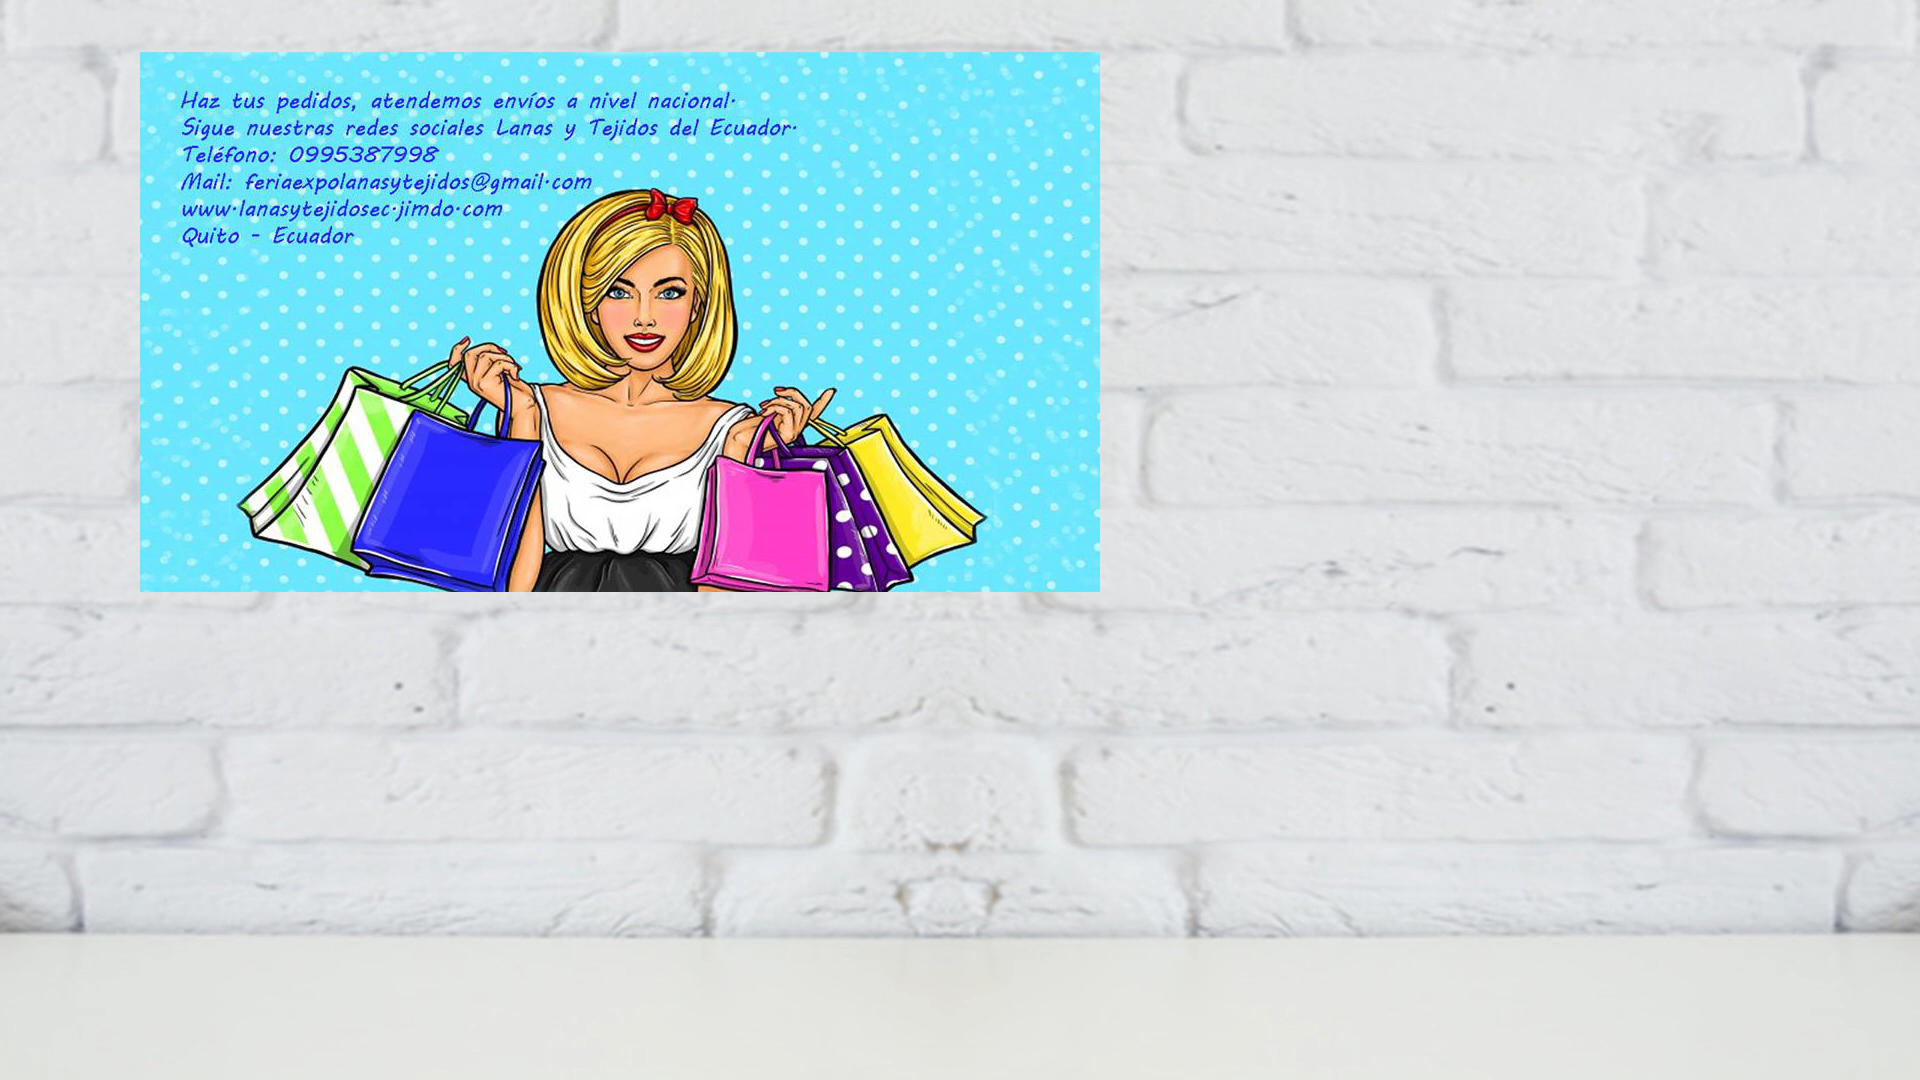 Haz tus pedidos, atendemos envíos a nivel nacional.
Sigue nuestras redes sociales Lanas y Tejidos del Ecuador.
Teléfono: 0995387998
Mail: feriaexpolanasytejidos@gmail.com
www.lanasytejidosec.jimdo.com
Quito - Ecuador